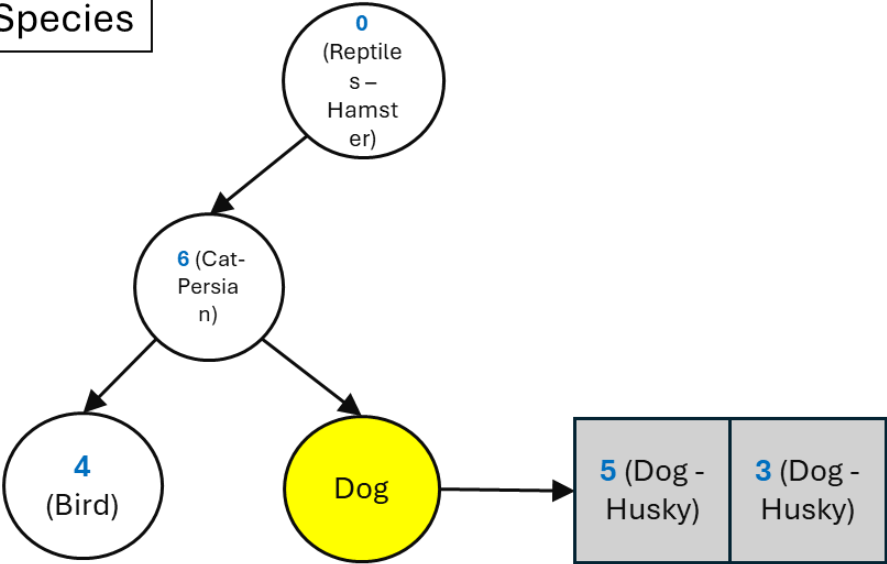 Species
0
(Reptile
s –
Hamst
er)
6 (Cat-
Persia
n)
4
(Bird)
Dog
5 (Dog -
Husky)
3 (Dog -
Husky)